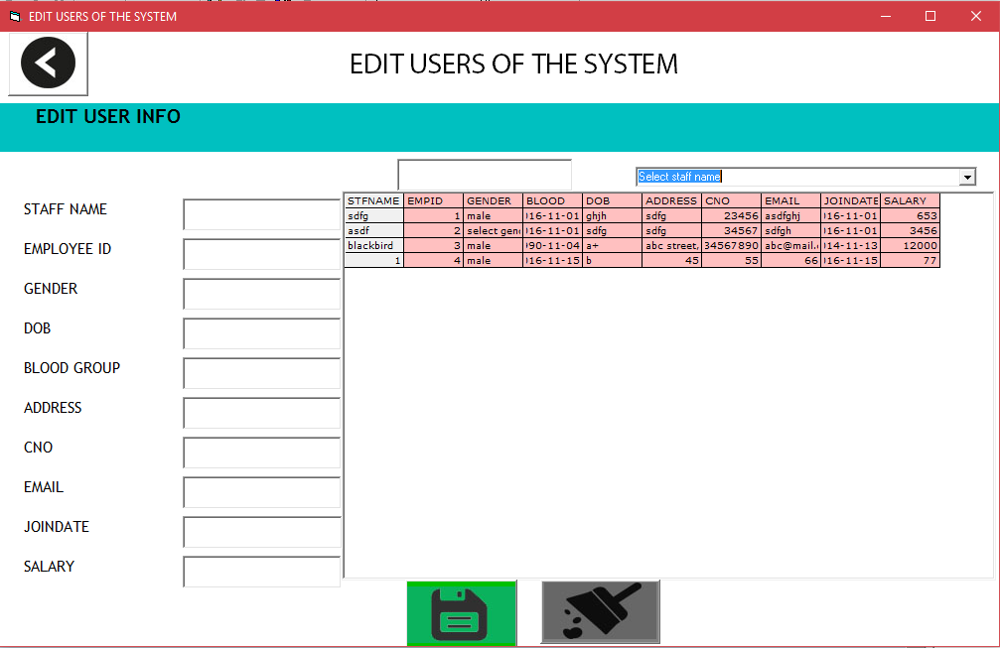 EDIT USERS OF THE SYSTEM
EDIT USERS OF THE SYSTEM
EDIT USER INFO
Select staff name
STAFF NAME
EMPLOYEE ID
GENDER
DOB
BLOOD GROUP
ADDRESS
CNO
EMAIL
JOINDATE
SALARY
STFNAME EMPID GENDER BLOOD DOB ADDRESS CNO EMAIL JOINDATE SALARY
sdfg 1 male 16-11-01 ghjh sdfg 23456 asdfghj 16-11-01 653
asdf 2 select gen 16-11-01 sdfg sdfg 34567 sdfgh 16-11-01 3456
blackbird 3 male 90-11-04 a+ abc street, 34567890 abc@mail. 14-11-13 12000
1 4 male 16-11-15 b 45 55 66 16-11-15 77